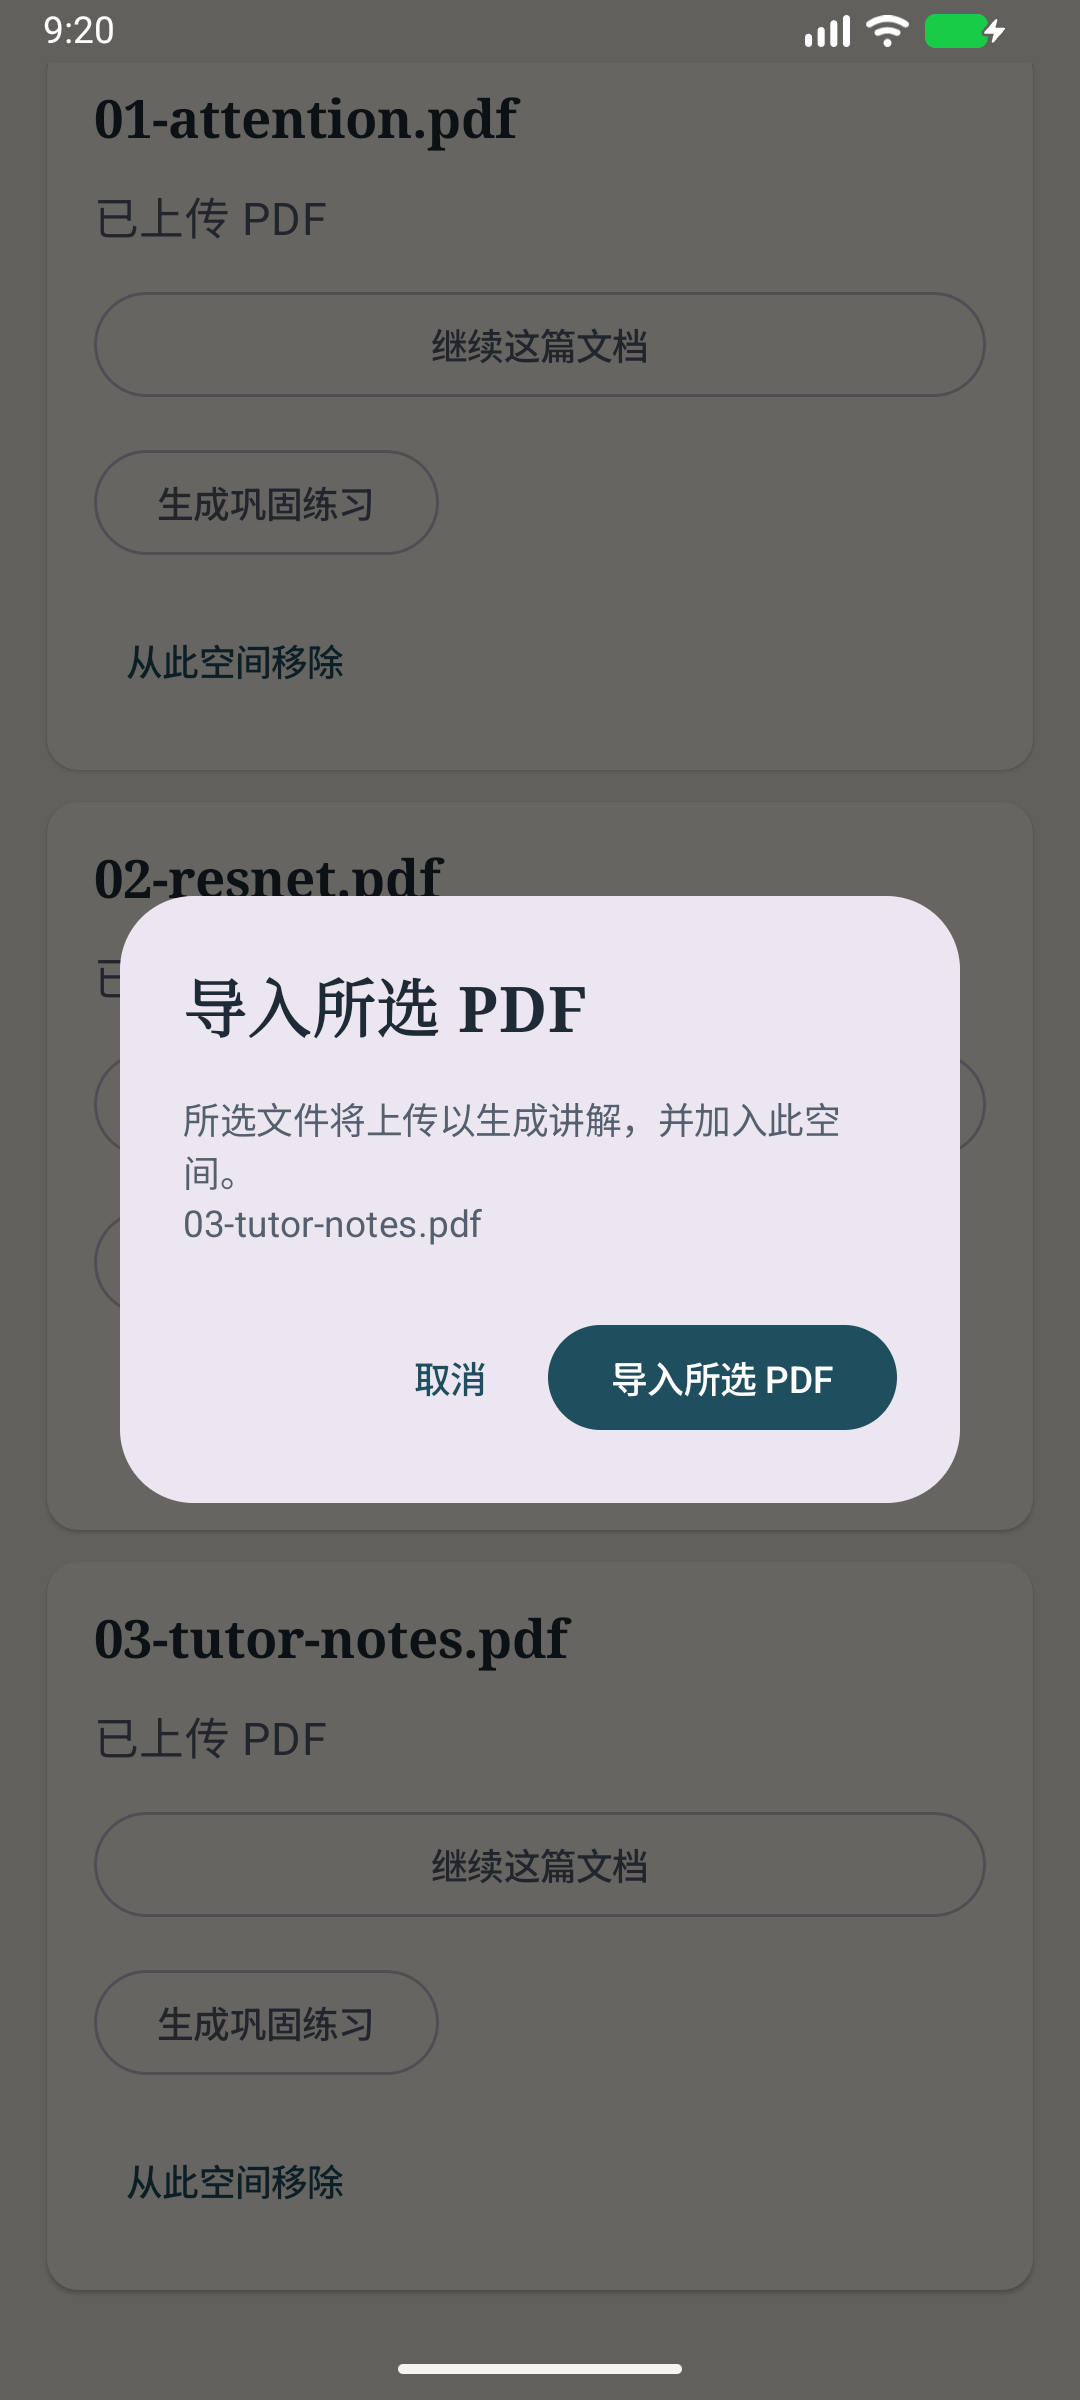 9:20
01-attention.pdf
已上传 PDF
继续这篇文档
生成巩固练习
从此空间移除
02-resnet.pdf
已
导入所选 PDF
所选文件将上传以生成讲解，并加入此空
间。
03-tutor-notes.pdf
取消
导入所选 PDF
03-tutor-notes.pdf
已上传 PDF
继续这篇文档
生成巩固练习
从此空间移除